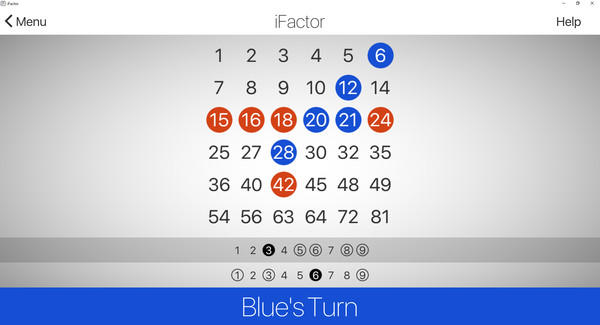 iFactor
Menu iFactor Help
1 2 3 4 5 6
7 8 9 10 12 14
15 16 18 20 21 24
25 27 28 30 32 35
36 40 42 45 48 49
54 56 63 64 72 81
1 2 3 4 5 6 7 8 9
1 2 3 4 5 6 7 8 9
Blue's Turn